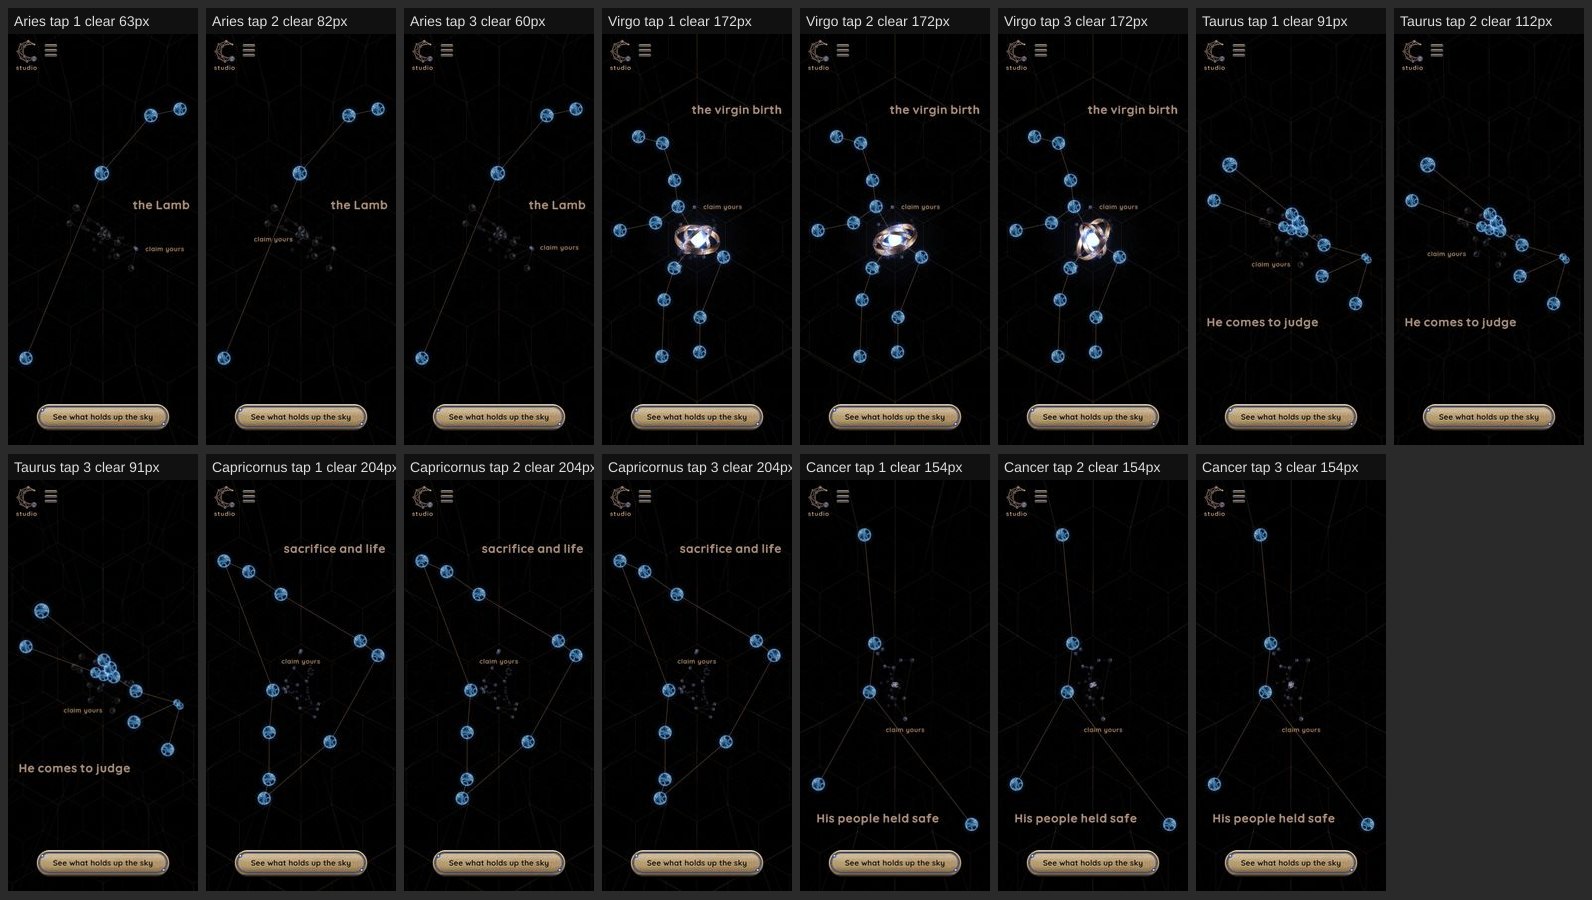 Aries tap 1 clear 63px
studio
the Lamb
claim yours
See what holds up the sky
Aries tap 2 clear 82px
studio
the Lamb
claim yours
See what holds up the sky
Aries tap 3 clear 60px
studio
the Lamb
claim yours
See what holds up the sky
Virgo tap 1 clear 172px
studio
the virgin birth
claim yours
See what holds up the sky
Virgo tap 2 clear 172px
studio
the virgin birth
claim yours
See what holds up the sky
Virgo tap 3 clear 172px
studio
the virgin birth
claim yours
See what holds up the sky
Taurus tap 1 clear 91px
studio
claim yours
He comes to judge
See what holds up the sky
Taurus tap 2 clear 112px
studio
claim yours
He comes to judge
See what holds up the sky
Taurus tap 3 clear 91px
studio
claim yours
He comes to judge
See what holds up the sky
Capricornus tap 1 clear 204px
studio
sacrifice and life
claim yours
See what holds up the sky
Capricornus tap 2 clear 204px
studio
sacrifice and life
claim yours
See what holds up the sky
Capricornus tap 3 clear 204px
studio
sacrifice and life
claim yours
See what holds up the sky
Cancer tap 1 clear 154px
studio
claim yours
His people held safe
See what holds up the sky
Cancer tap 2 clear 154px
studio
claim yours
His people held safe
See what holds up the sky
Cancer tap 3 clear 154px
studio
claim yours
His people held safe
See what holds up the sky